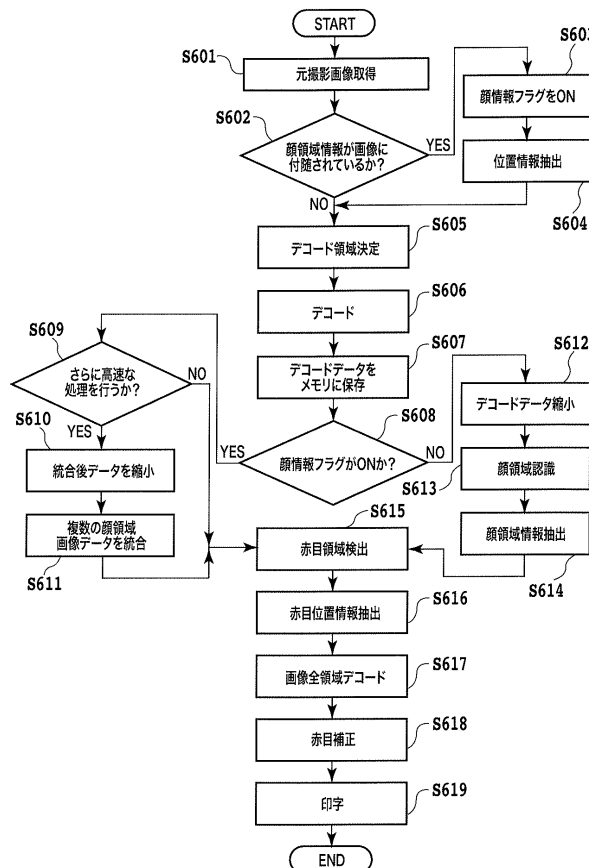 START
S601
元撮影画像取得
S602
顔領域情報が画像に
付随されているか?
YES
NO
S603
顔情報フラグをON
位置情報抽出
S604
S605
デコード領域決定
S606
デコード
S607
デコードデータを
メモリに保存
S608
顔情報フラグがONか?
YES
NO
S609
さらに高速な
処理を行うか?
NO
YES
S610
統合後データを縮小
複数の顔領域
画像データを統合
S611
S612
デコードデータ縮小
顔領域認識
S613
顔領域情報抽出
S614
S615
赤目領域検出
S616
赤目位置情報抽出
S617
画像全領域デコード
S618
赤目補正
S619
印字
END